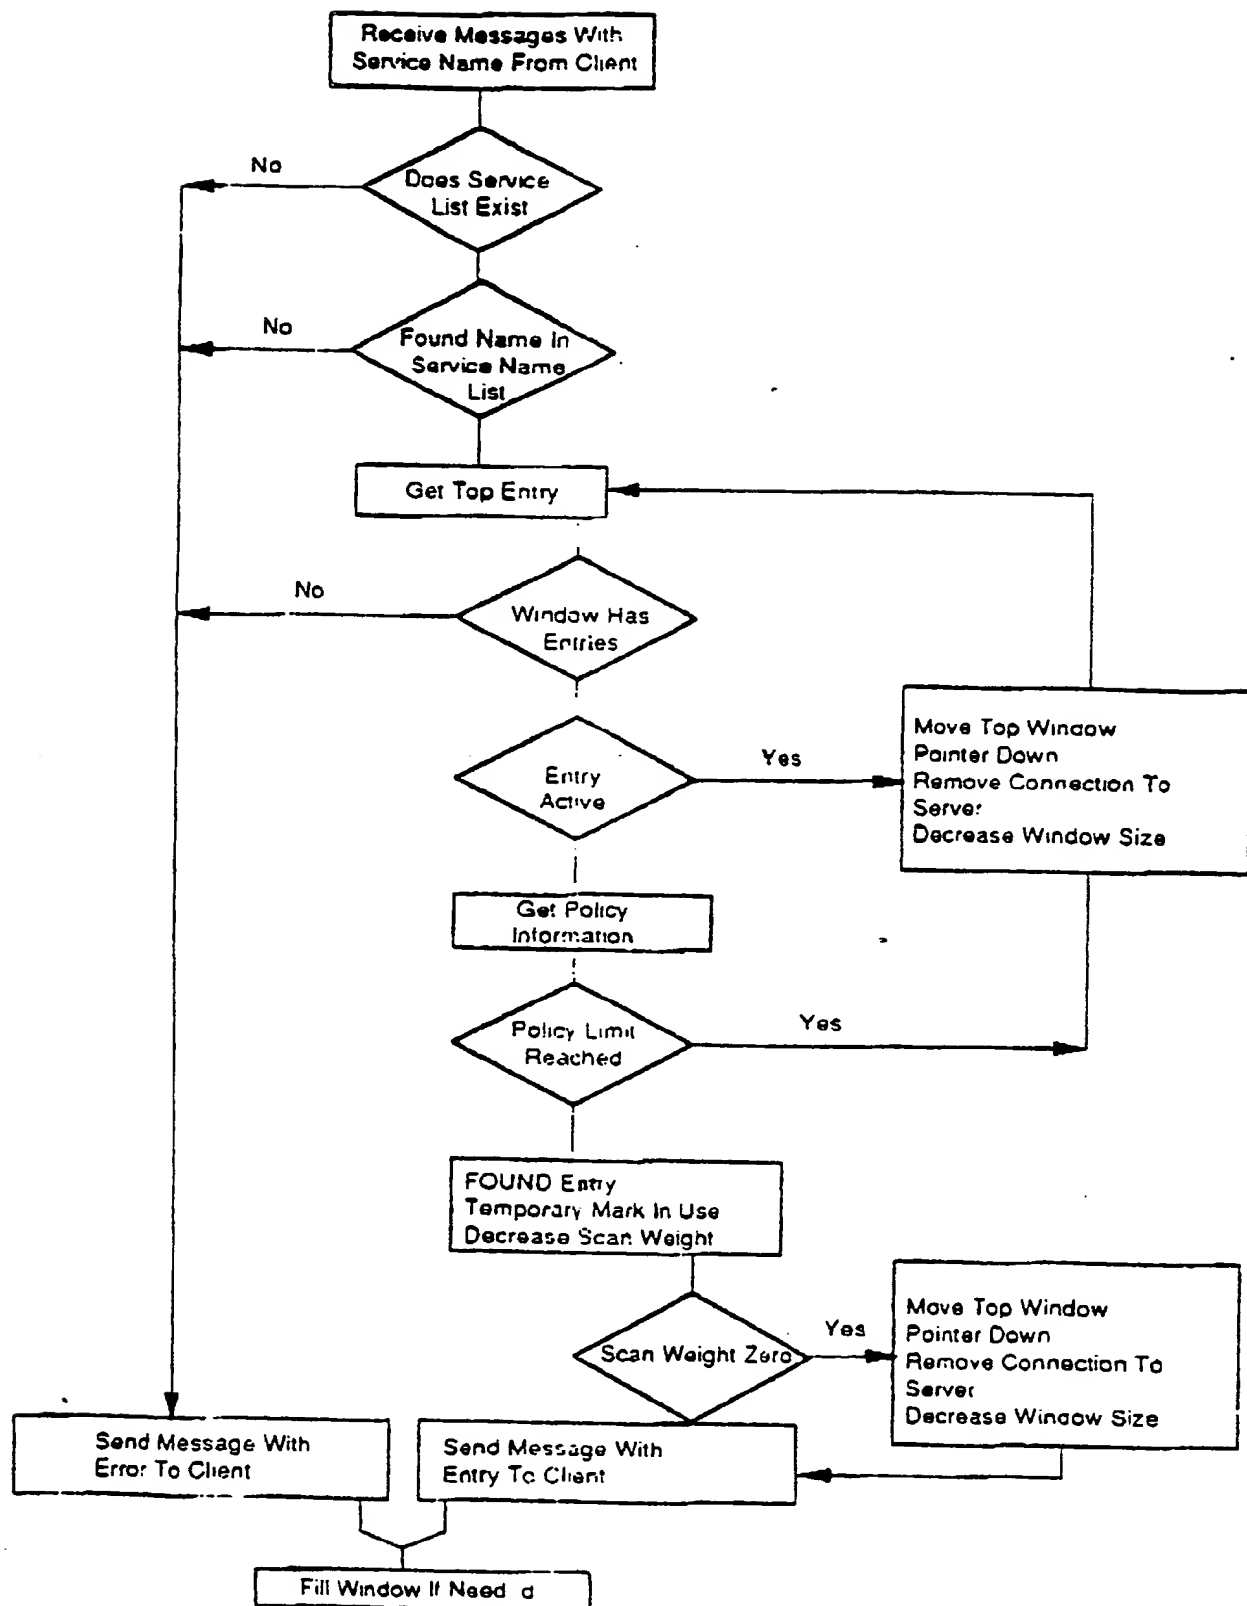 Receive Messages With
Service Name From Client
No
Does Service
List Exist
No
Found Name In
Service Name
List
Get Top Entry
No
Window Has
Entries
Move Top Window
Pointer Down
Remove Connection To
Server
Decrease Window Size
Yes
Entry
Active
Get Policy
Information
Policy Limit
Reached
Yes
FOUND Entry
Temporary Mark In Use
Decrease Scan Weight
Scan Weight Zero
Yes
Move Top Window
Pointer Down
Remove Connection To
Server
Decrease Window Size
Send Message With
Error To Client
Send Message With
Entry To Client
Fill Window If Need d